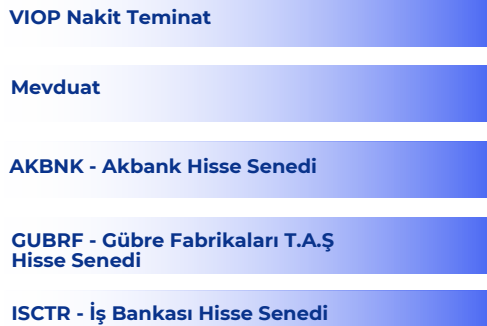 VIOP Nakit Teminat
Mevduat
AKBNK - Akbank Hisse Senedi
GUBRF - Gübre Fabrikaları T.A.Ş
Hisse Senedi
ISCTR - İş Bankası Hisse Senedi